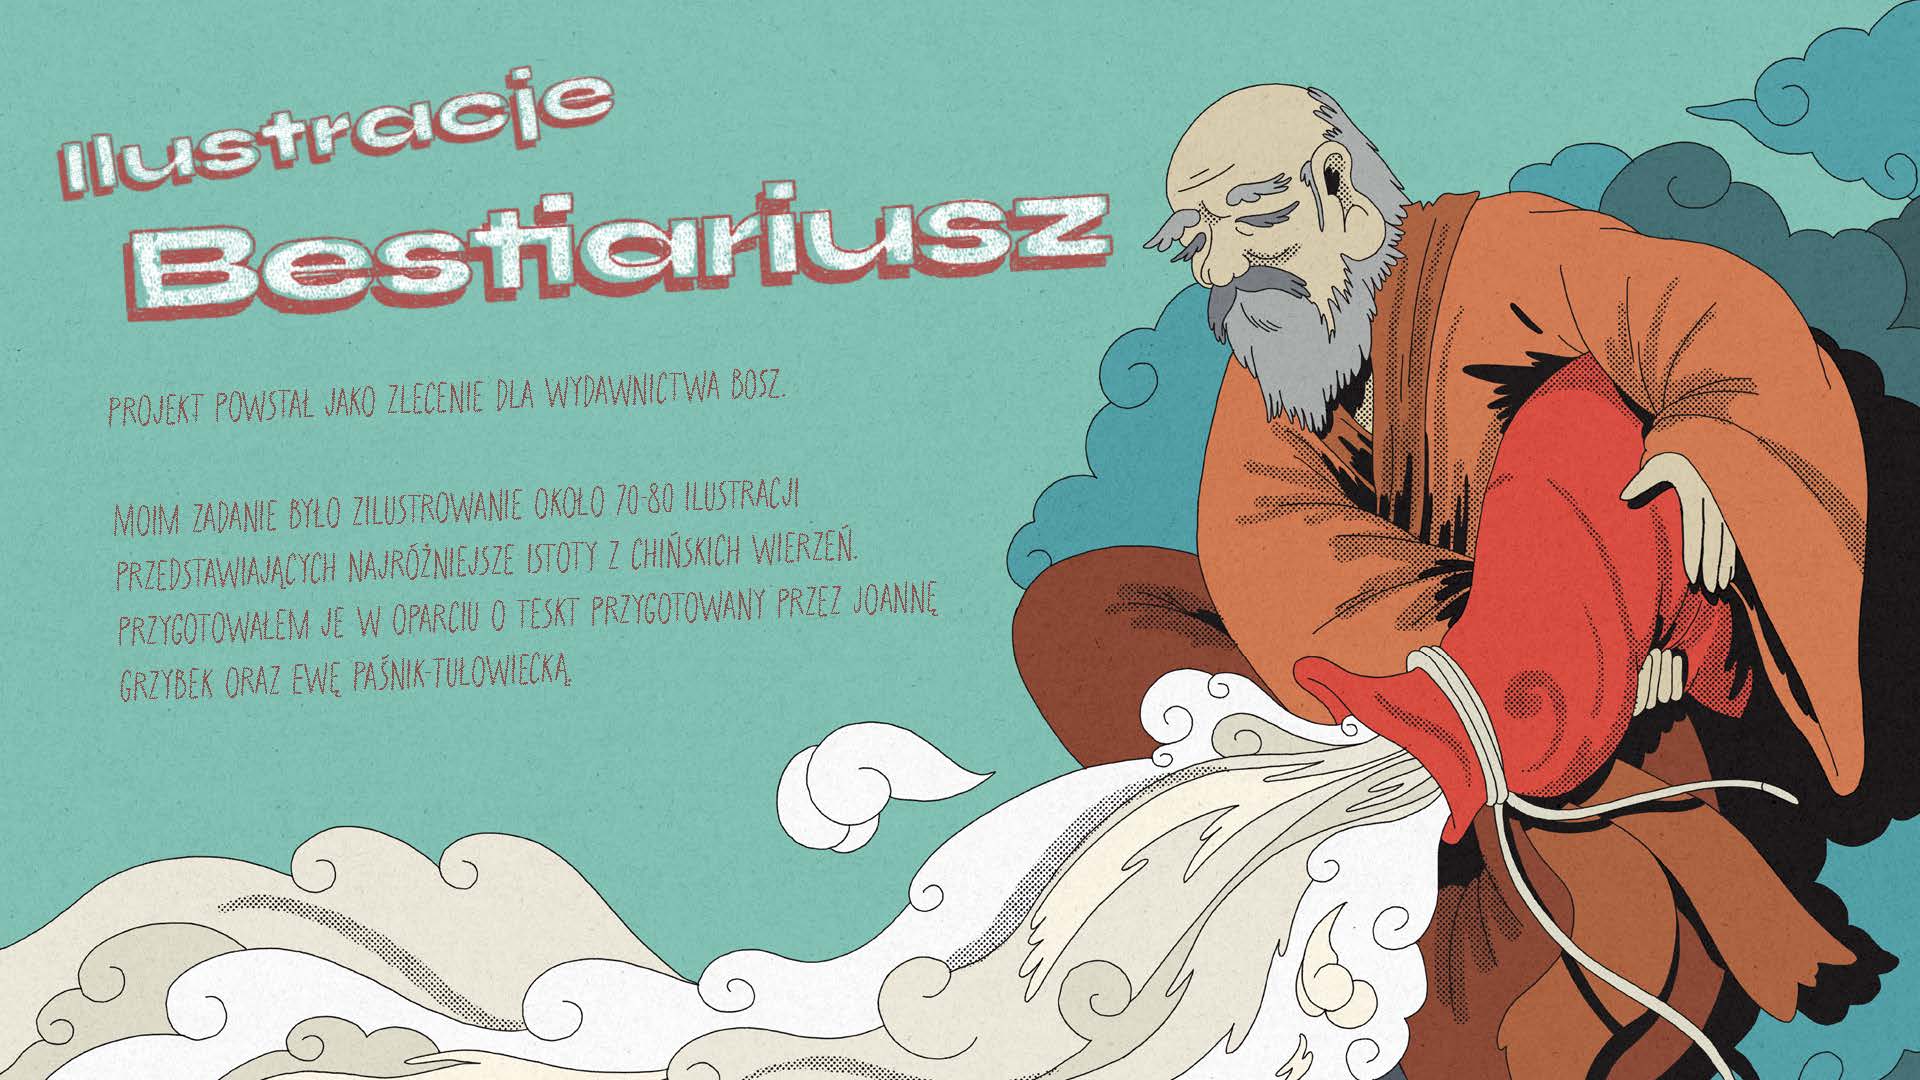 Ilustracje
Bestiariusz
PROJEKT POWSTAŁ JAKO ZLECENIE DLA WYDAWNICTWA BOSZ.
MOIM ZADANIE BYŁO ZILUSTROWANIE OKOŁO 70-80 ILUSTRACJI
PRZEDSTAWIAJĄCYCH NAJRÓŻNIEJSZE ISTOTY Z CHIŃSKICH WIERZEŃ.
PRZYGOTOWAŁEM JE W OPARCIU O TESKT PRZYGOTOWANY PRZEZ JOANNĘ
GRZYBEK ORAZ EWĘ PAŚNIK-TUŁOWIECKĄ.